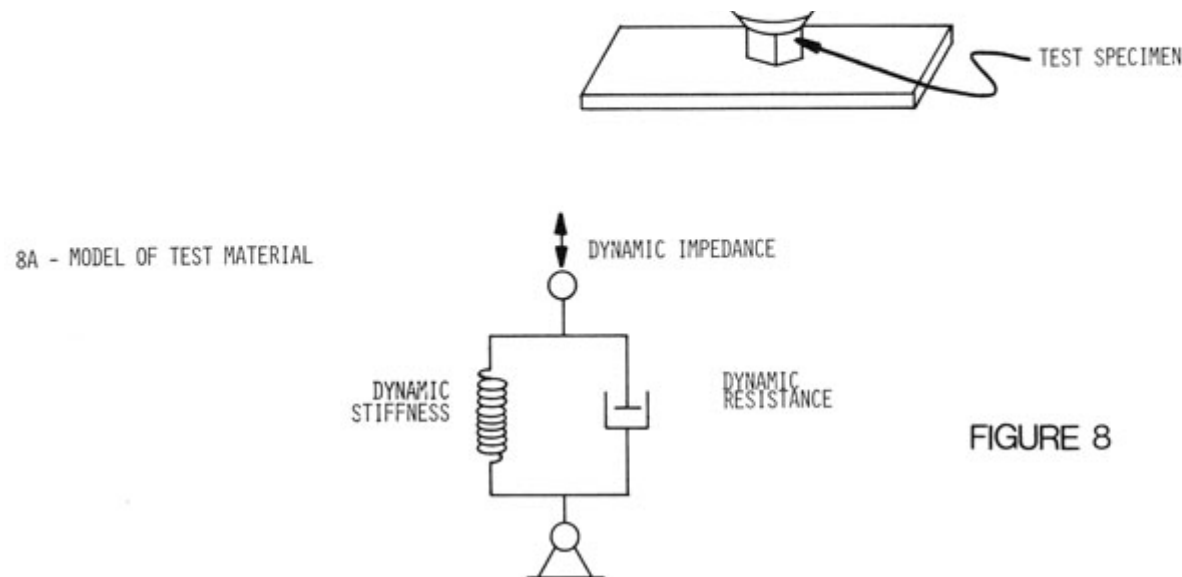 TEST SPECIMEN
8A - MODEL OF TEST MATERIAL
DYNAMIC IMPEDANCE
DYNAMIC
STIFFNESS
DYNAMIC
RESISTANCE
FIGURE 8